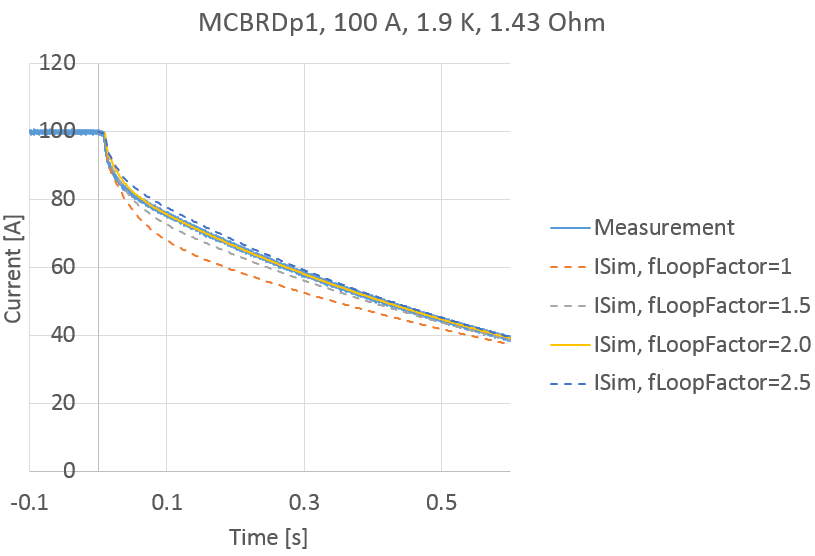 MCBRDp1, 100 A, 1.9 K, 1.43 Ohm
120
100
80
60
40
20
0
Current [A]
-0.1
0.1
0.3
0.5
Time [s]
Measurement
ISim, fLoopFactor=1
ISim, fLoopFactor=1.5
ISim, fLoopFactor=2.0
ISim, fLoopFactor=2.5